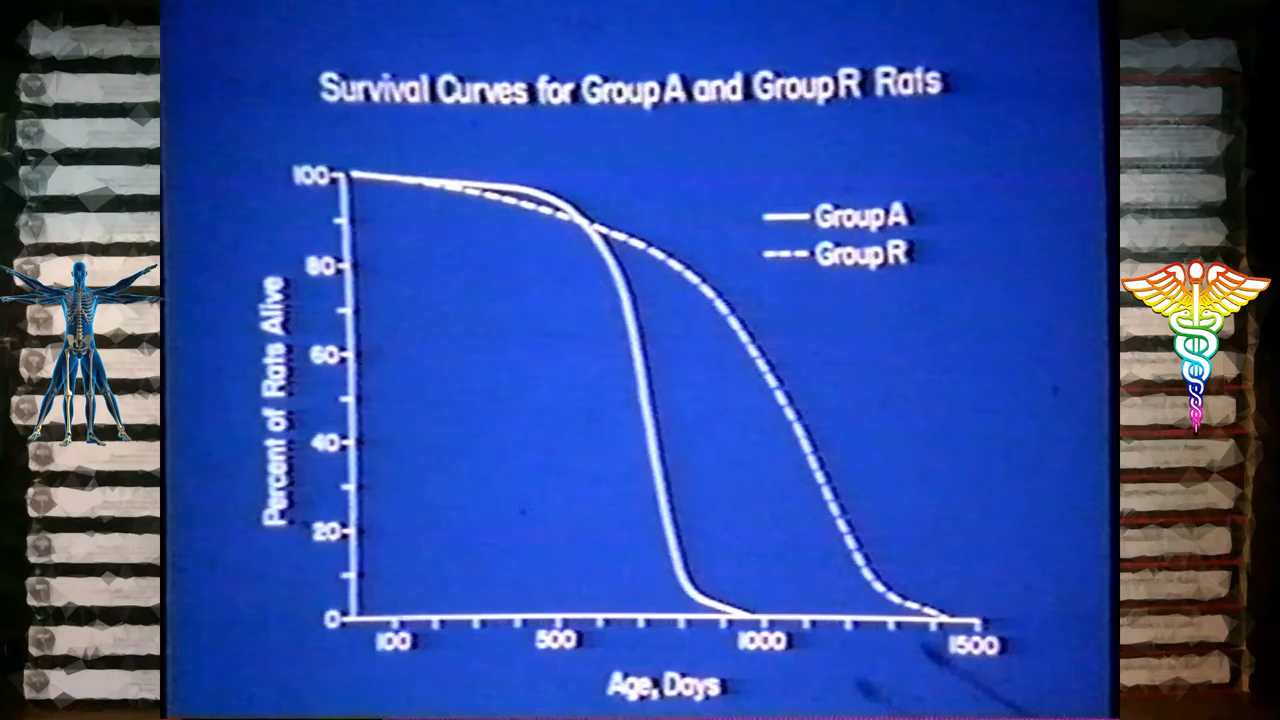 Survival Curves for Group A and Group R Rats
100
80
60
40
20
0
Percent of Rats Alive
Group A
Group R
100
500
1000
1500
Age, Days